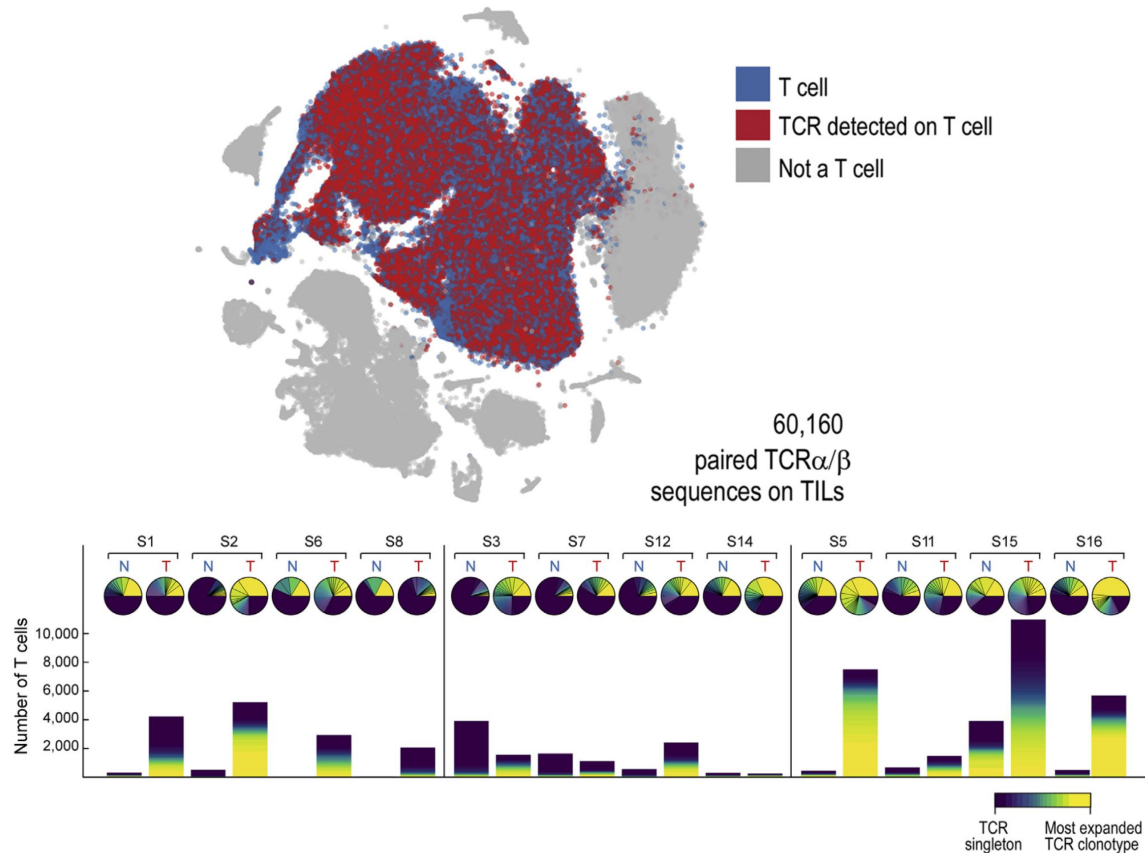 T cell
TCR detected on T cell
Not a T cell
60,160
paired TCRα/β
sequences on TILs
S1 S2 S6 S8 S3 S7 S12 S14 S5 S11 S15 S16
N T N T N T N T N T N T N T N T N T N T N T N T
Number of T cells
10,000
8,000
6,000
4,000
2,000
TCR singleton
Most expanded TCR clonotype